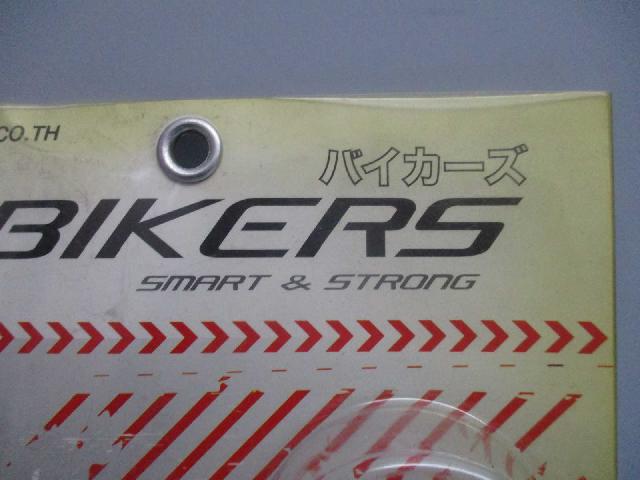 CO.TH
バイカーズ
BIKERS
SMART & STRONG